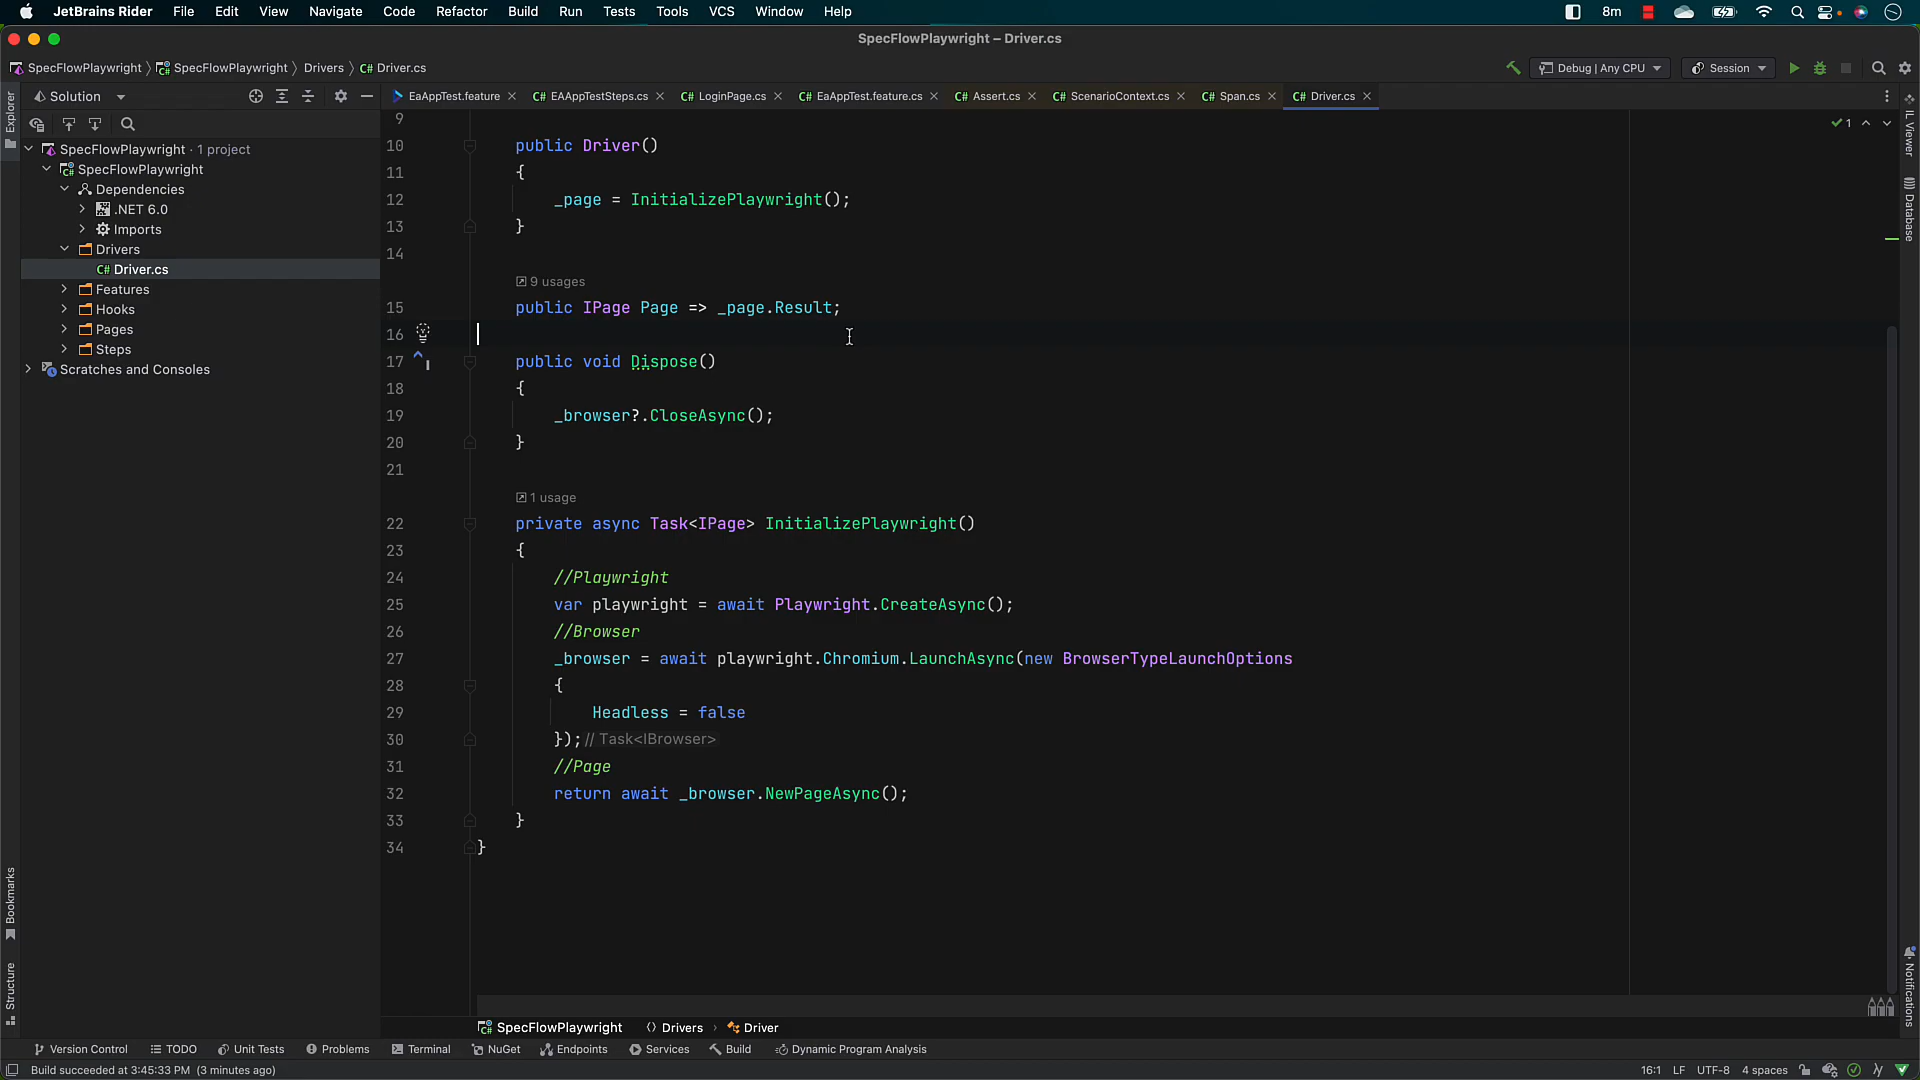 JetBrains Rider File Edit View Navigate Code Refactor Build Run Tests Tools VCS Window Help 8m
SpecFlowPlaywright – Driver.cs
SpecFlowPlaywright SpecFlowPlaywright Drivers C# Driver.cs Debug | Any CPU Session
Explorer
Solution
EaAppTest.feature C# EAAppTestSteps.cs C# LoginPage.cs C# EaAppTest.feature.cs C# Assert.cs C# ScenarioContext.cs C# Span.cs C# Driver.cs
IL Viewer
Database
Notifications
SpecFlowPlaywright · 1 project
C# SpecFlowPlaywright
Dependencies
.NET 6.0
Imports
Drivers
C# Driver.cs
Features
Hooks
Pages
Steps
Scratches and Consoles
Bookmarks
Structure
1
9
10 public Driver()
11 {
12 _page = InitializePlaywright();
13 }
14
9 usages
15 public IPage Page => _page.Result;
16
17 public void Dispose()
18 {
19 _browser?.CloseAsync();
20 }
21
1 usage
22 private async Task<IPage> InitializePlaywright()
23 {
24 //Playwright
25 var playwright = await Playwright.CreateAsync();
26 //Browser
27 _browser = await playwright.Chromium.LaunchAsync(new BrowserTypeLaunchOptions
28 {
29 Headless = false
30 }); // Task<IBrowser>
31 //Page
32 return await _browser.NewPageAsync();
33 }
34 }
SpecFlowPlaywright Drivers Driver
Version Control TODO Unit Tests Problems Terminal NuGet Endpoints Services Build Dynamic Program Analysis
Build succeeded at 3:45:33 PM (3 minutes ago) 16:1 LF UTF-8 4 spaces